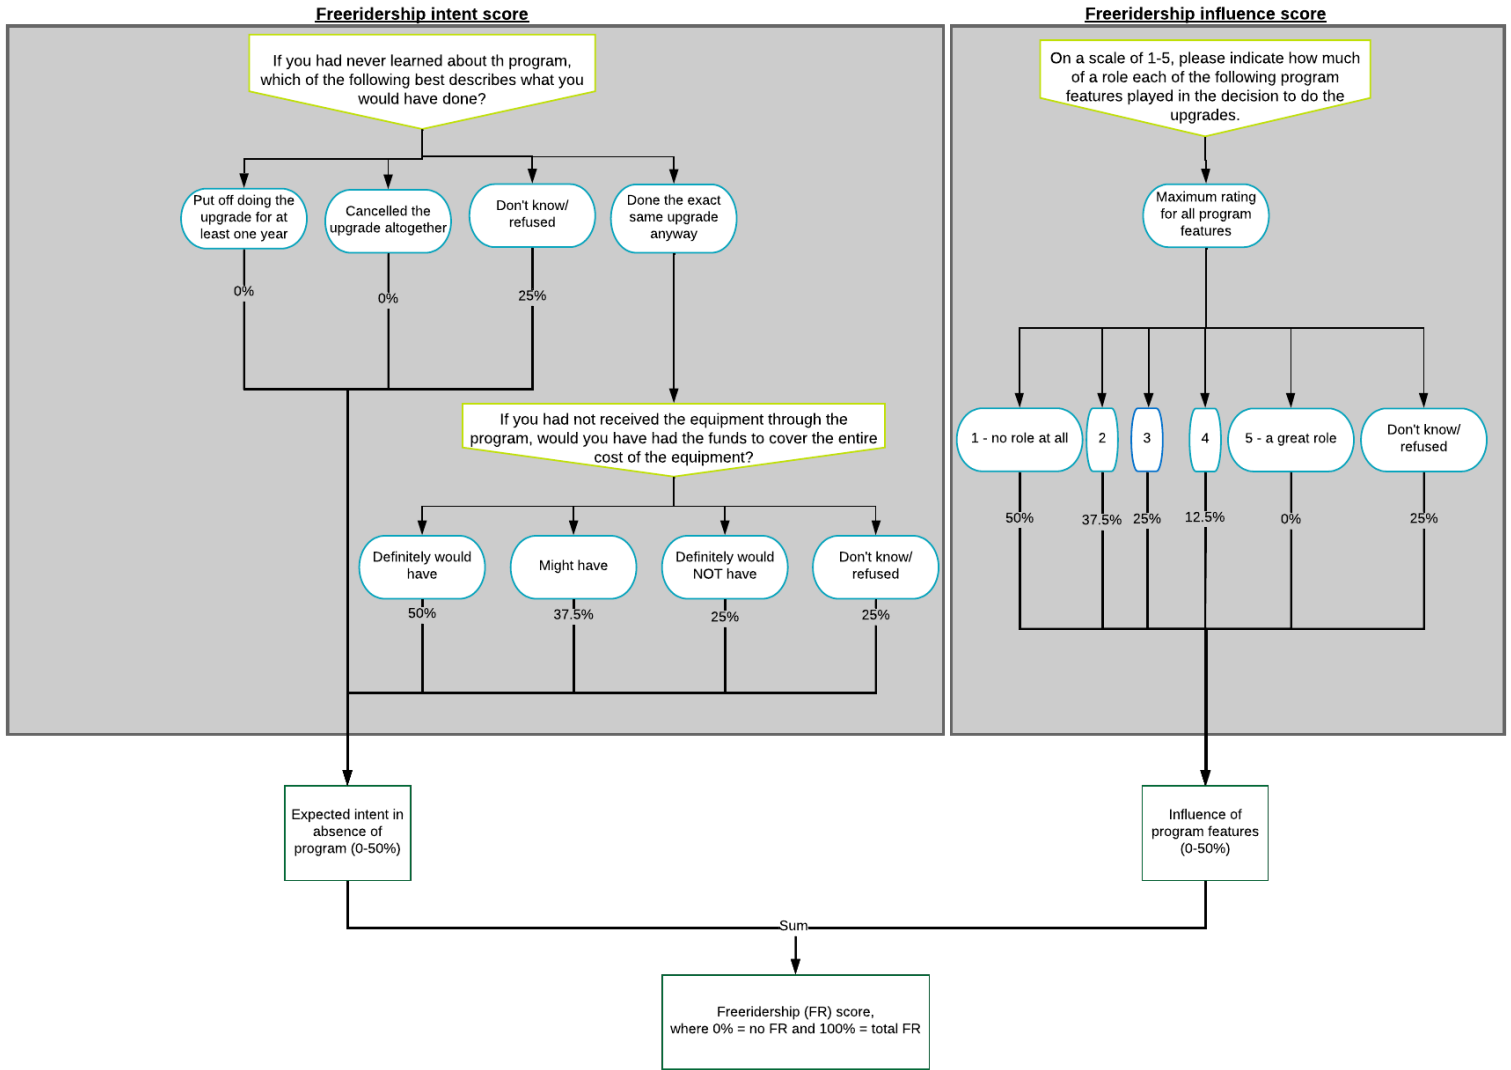 Freeridership intent score
If you had never learned about th program,
which of the following best describes what you
would have done?
Put off doing the
upgrade for at
least one year
Cancelled the
upgrade altogether
Don't know/
refused
Done the exact
same upgrade
anyway
0%
0%
25%
If you had not received the equipment through the
program, would you have had the funds to cover the entire
cost of the equipment?
Definitely would
have
Might have
Definitely would
NOT have
Don't know/
refused
50%
37.5%
25%
25%
Expected intent in
absence of
program (0-50%)
Freeridership influence score
On a scale of 1-5, please indicate how much
of a role each of the following program
features played in the decision to do the
upgrades.
Maximum rating
for all program
features
1 - no role at all
2
3
4
5 - a great role
Don't know/
refused
50%
37.5%
25%
12.5%
0%
25%
Influence of
program features
(0-50%)
Sum
Freeridership (FR) score,
where 0% = no FR and 100% = total FR